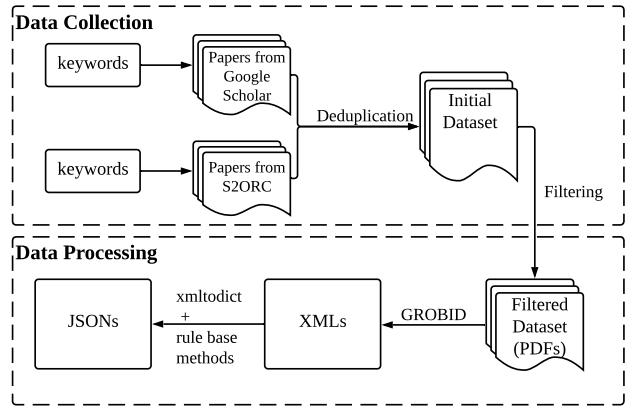 Data Collection
keywords
Papers from
Google
Scholar
Deduplication
Initial
Dataset
keywords
Papers from
S2ORC
Filtering
Data Processing
JSONs
xmltodict
+
rule base
methods
XMLs
GROBID
Filtered
Dataset
(PDFs)